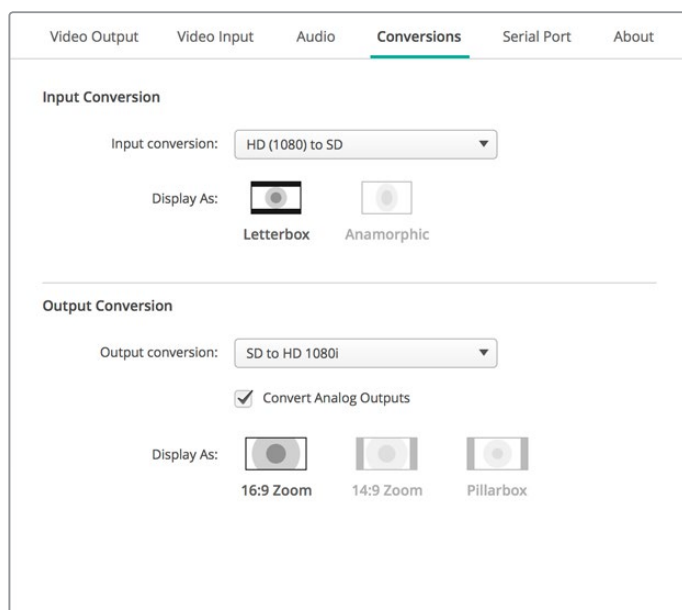 Video Output Video Input Audio Conversions Serial Port About
Input Conversion
Input conversion: HD (1080) to SD
Display As:
Letterbox Anamorphic
Output Conversion
Output conversion: SD to HD 1080i
Convert Analog Outputs
Display As:
16:9 Zoom 14:9 Zoom Pillarbox